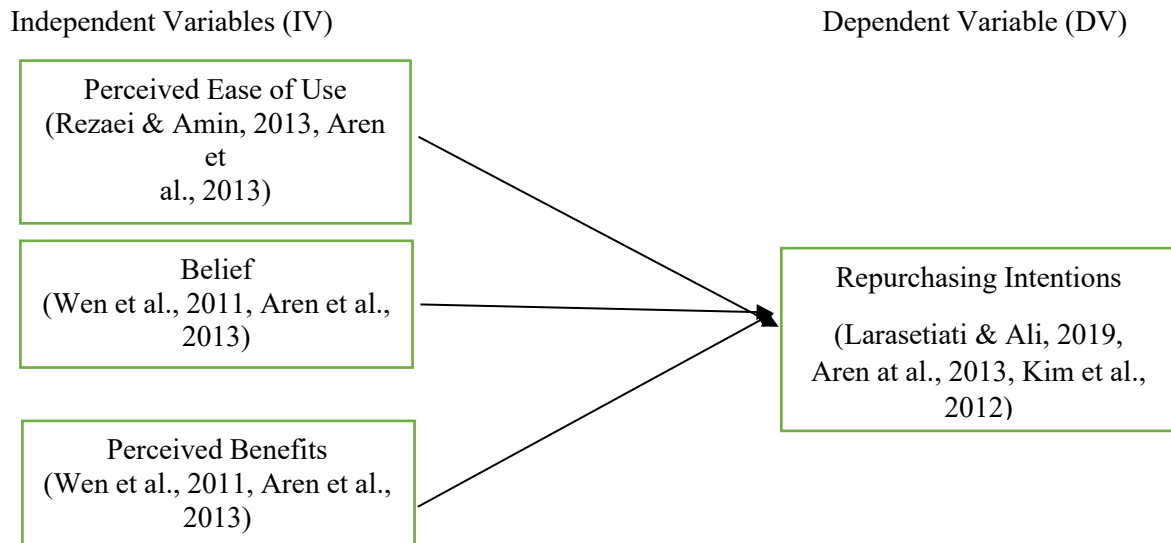 Independent Variables (IV)
Dependent Variable (DV)
Perceived Ease of Use
(Rezaei & Amin, 2013, Aren
et
al., 2013)
Belief
(Wen et al., 2011, Aren et al.,
2013)
Perceived Benefits
(Wen et al., 2011, Aren et al.,
2013)
Repurchasing Intentions
(Larasetiati & Ali, 2019,
Aren at al., 2013, Kim et al.,
2012)